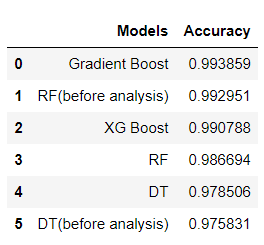 Models Accuracy
0 Gradient Boost 0.993859
1 RF(before analysis) 0.992951
2 XG Boost 0.990788
3 RF 0.986694
4 DT 0.978506
5 DT(before analysis) 0.975831